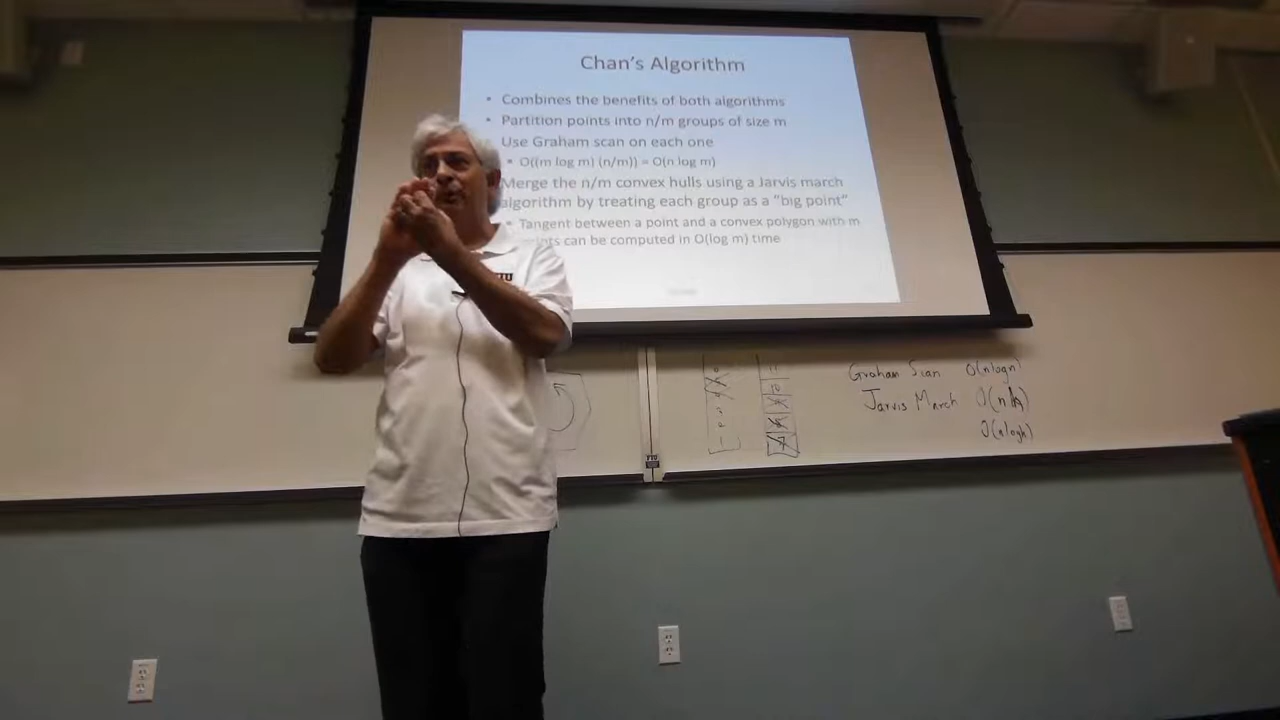 Chan's Algorithm
• Combines the benefits of both algorithms
• Partition points into n/m groups of size m
Use Graham scan on each one
• O((m log m) (n/m)) = O(n log m)
Merge the n/m convex hulls using a Jarvis march
algorithm by treating each group as a "big point"
• Tangent between a point and a convex polygon with m
can be computed in O(log m) time
Graham Scan O(nlogn)
Jarvis March O(nh)
O(nlogh)
FIU